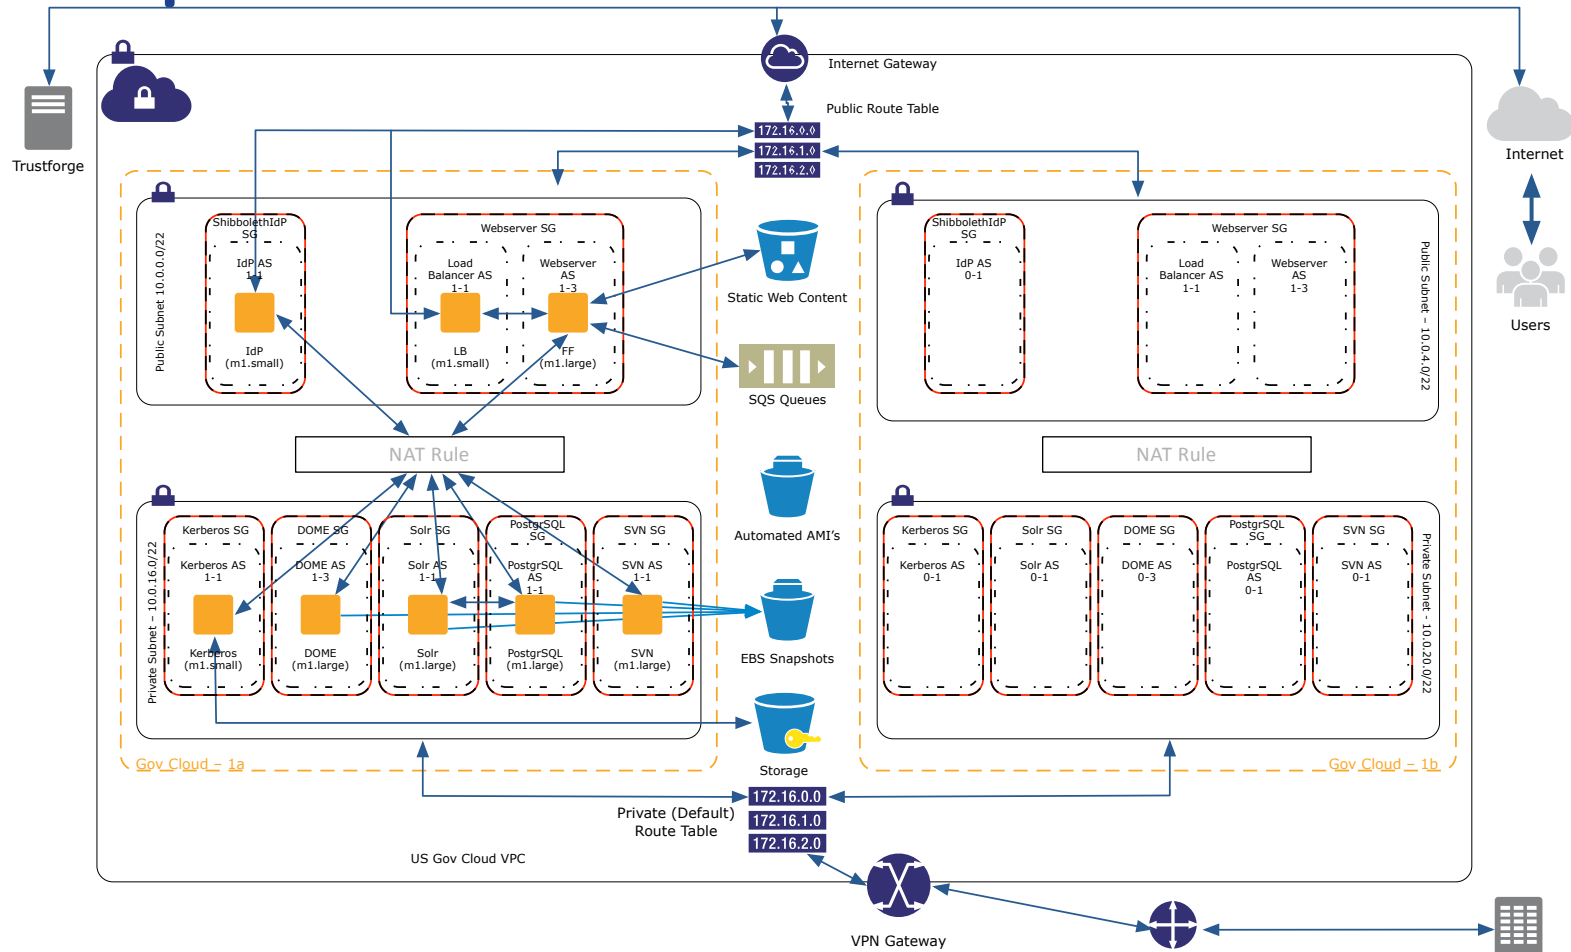 Internet Gateway
Public Route Table
172.16.0.0
172.16.1.0
172.16.2.0
Trustforge
Internet
Users
Public Subnet 10.0.0.0/22
ShibbolethIdP
SG
IdP AS
1-1
IdP
(m1.small)
Webserver SG
Load
Balancer AS
1-1
LB
(m1.small)
Webserver
AS
1-3
FF
(m1.large)
Static Web Content
SQS Queues
Automated AMI's
EBS Snapshots
Storage
ShibbolethIdP
SG
IdP AS
0-1
Webserver SG
Load
Balancer AS
1-1
Webserver
AS
1-3
Public Subnet – 10.0.4.0/22
NAT Rule
NAT Rule
Private Subnet – 10.0.16.0/22
Kerberos SG
Kerberos AS
1-1
Kerberos
(m1.small)
DOME SG
DOME AS
1-3
DOME
(m1.large)
Solr SG
Solr AS
1-1
Solr
(m1.large)
PostgrSQL
SG
PostgrSQL
AS
1-1
PostgrSQL
(m1.large)
SVN SG
SVN AS
1-1
SVN
(m1.large)
Kerberos SG
Kerberos AS
0-1
Solr SG
Solr AS
0-1
DOME SG
DOME AS
0-3
PostgrSQL
SG
PostgrSQL
AS
0-1
SVN SG
SVN AS
0-1
Private Subnet - 10.0.20.0/22
Gov Cloud – 1a
Gov Cloud – 1b
Private (Default)
Route Table
172.16.0.0
172.16.1.0
172.16.2.0
US Gov Cloud VPC
VPN Gateway